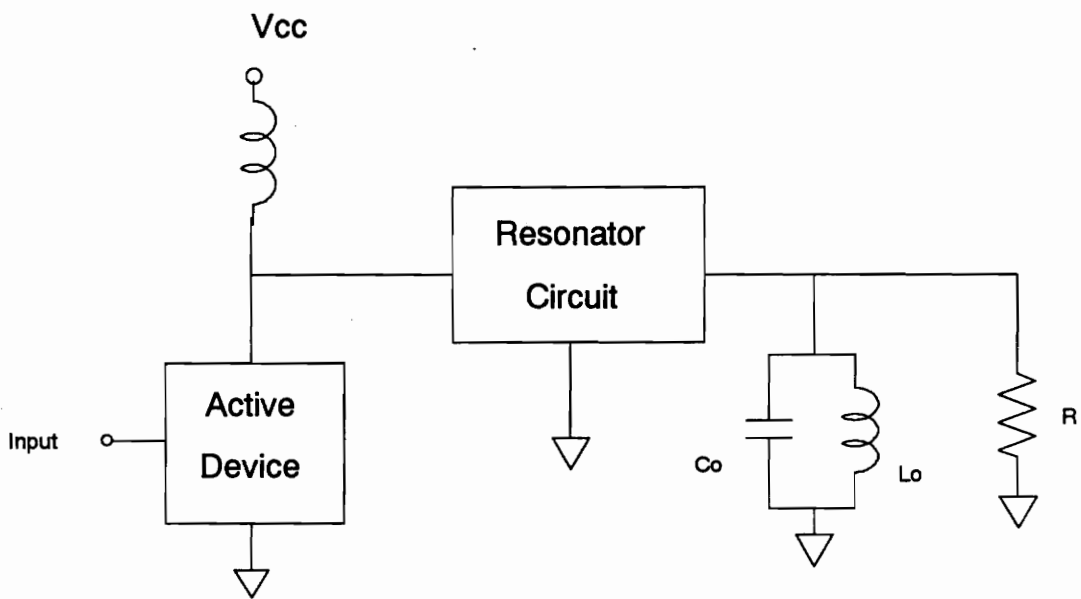 Vcc
Resonator
Circuit
Active
Device
Input
Co
Lo
R